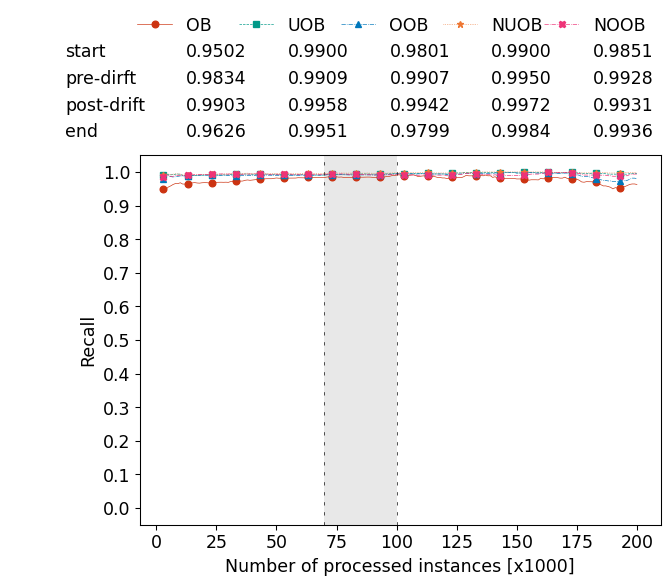 OB UOB OOB NUOB NOOB
start 0.9502 0.9900 0.9801 0.9900 0.9851
pre-dirft 0.9834 0.9909 0.9907 0.9950 0.9928
post-drift 0.9903 0.9958 0.9942 0.9972 0.9931
end 0.9626 0.9951 0.9799 0.9984 0.9936
1.0
0.9
0.8
0.7
0.6
0.5
0.4
0.3
0.2
0.1
0.0
Recall
0 25 50 75 100 125 150 175 200
Number of processed instances [x1000]